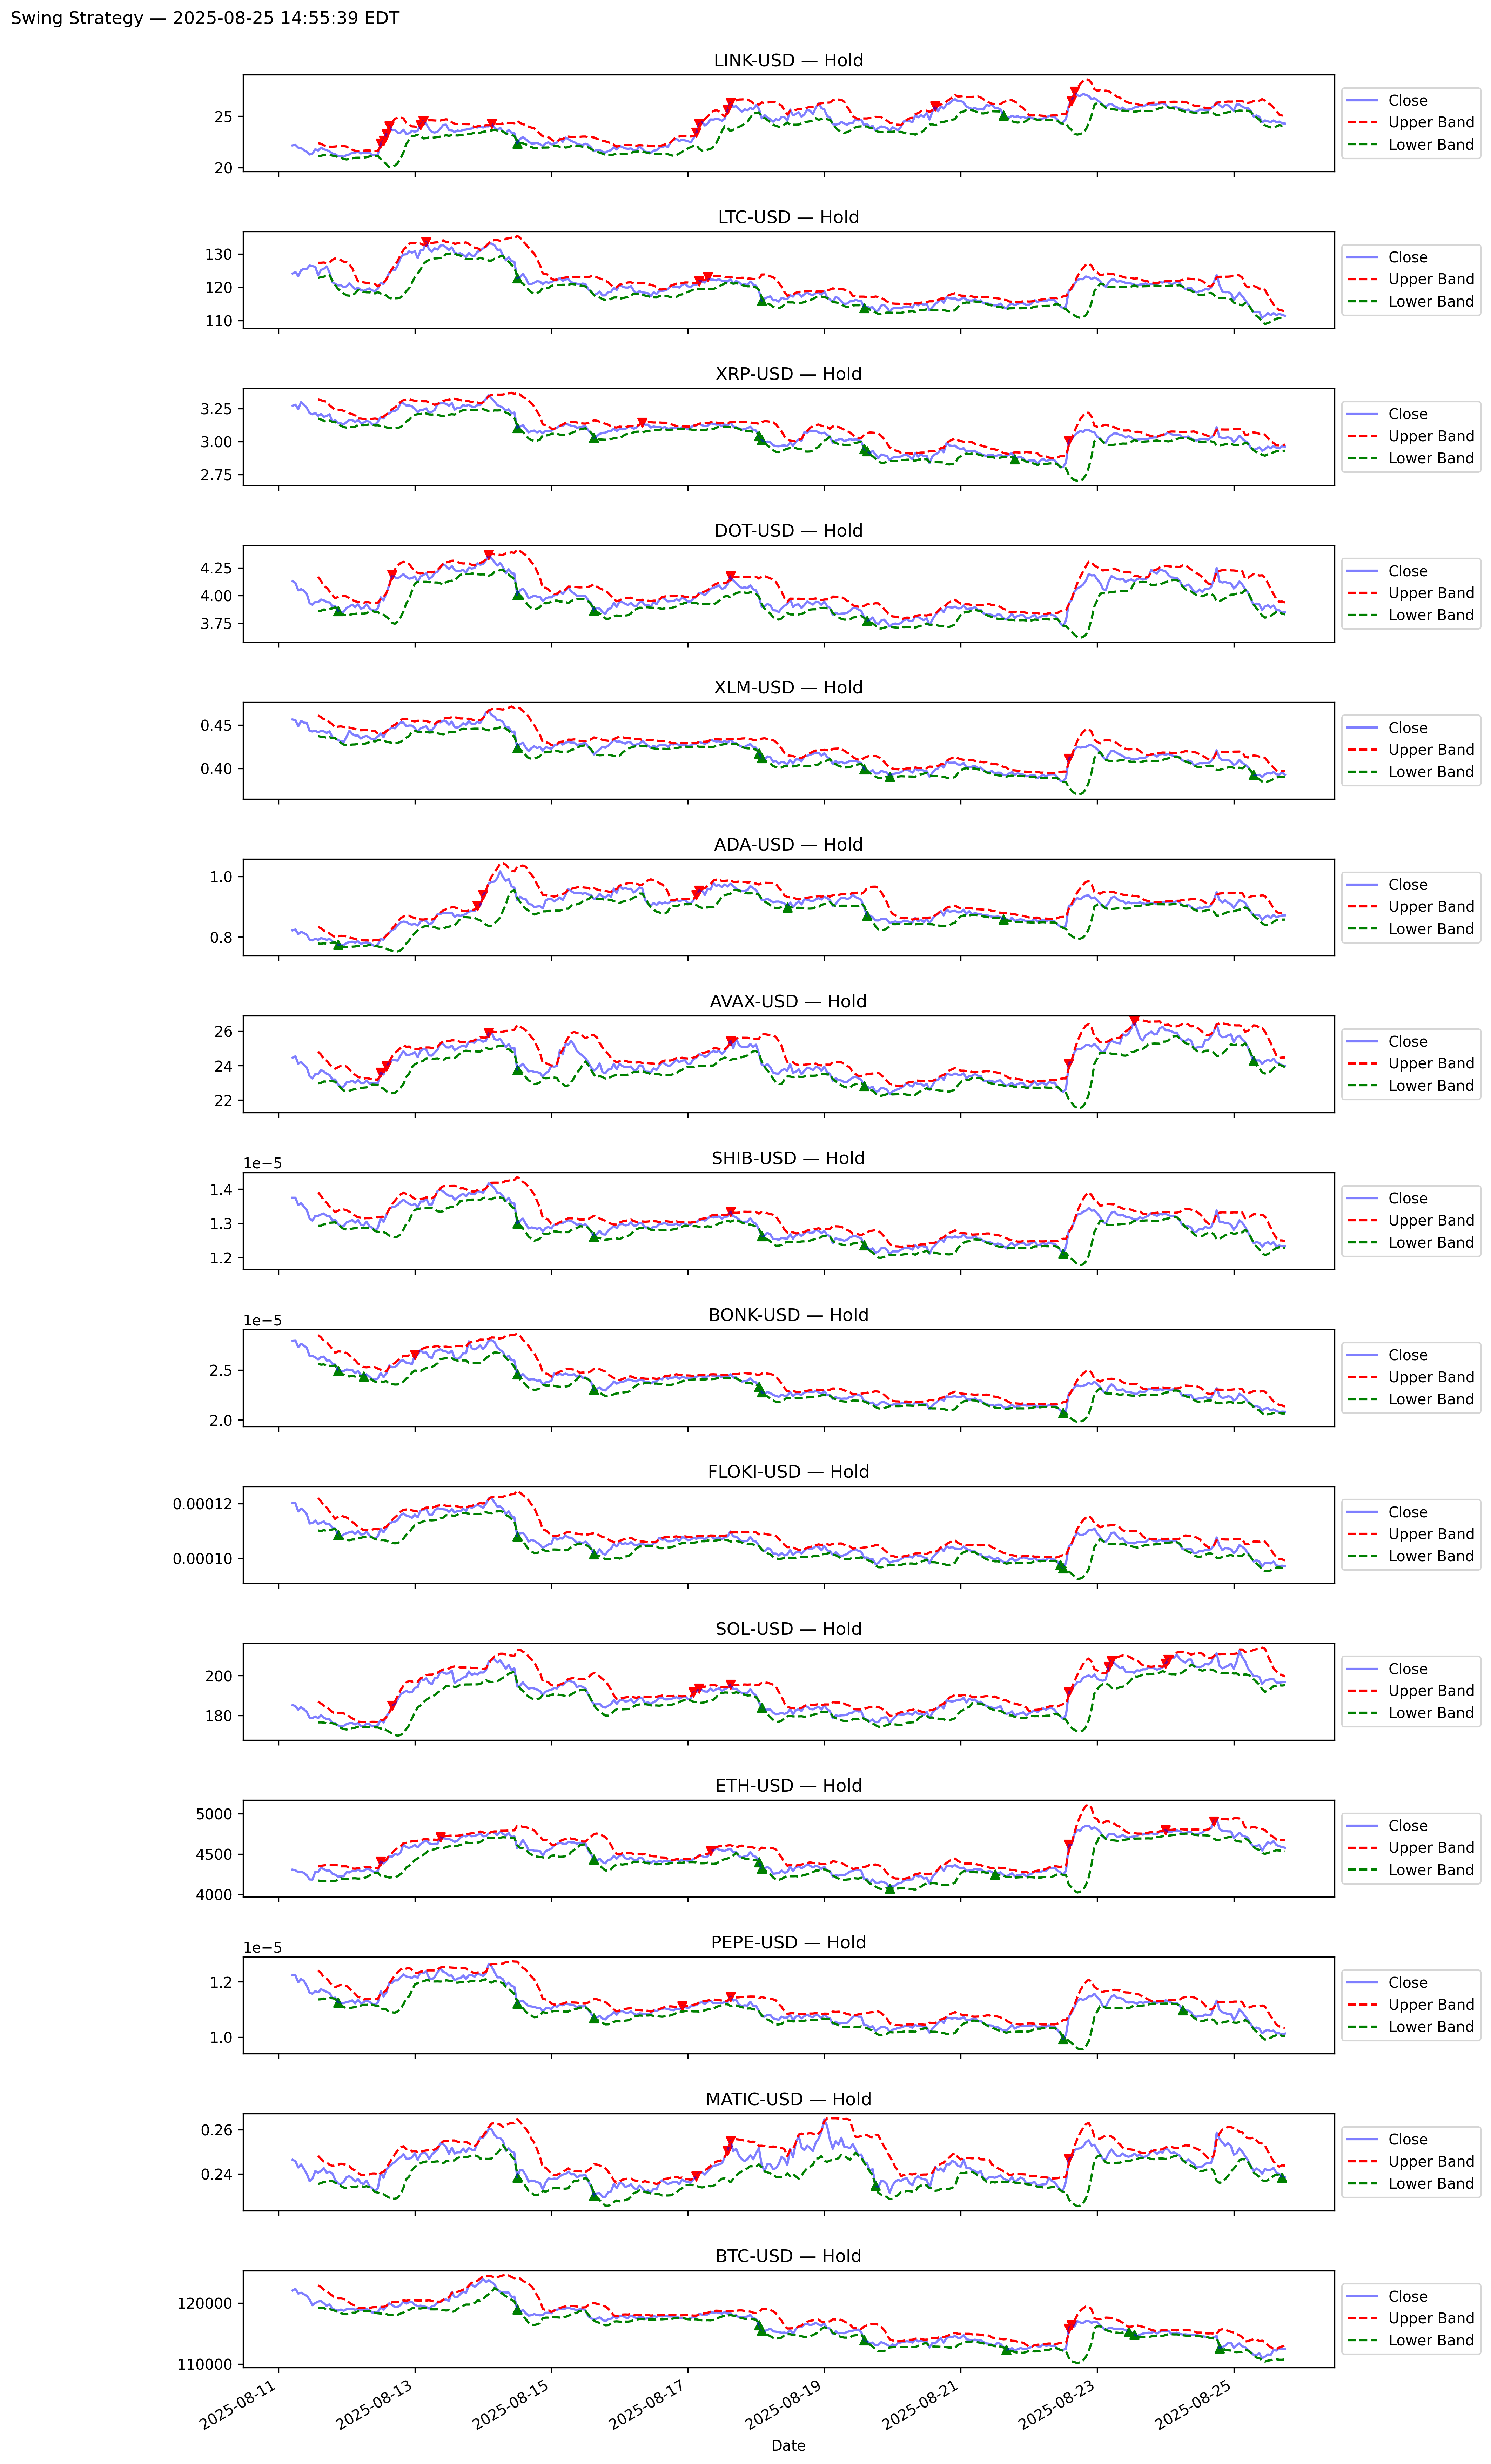 Swing Strategy — 2025-08-25 14:55:39 EDT
LINK-USD — Hold
25
20
Close
Upper Band
Lower Band
LTC-USD — Hold
130
120
110
Close
Upper Band
Lower Band
XRP-USD — Hold
3.25
3.00
2.75
Close
Upper Band
Lower Band
DOT-USD — Hold
4.25
4.00
3.75
Close
Upper Band
Lower Band
XLM-USD — Hold
0.45
0.40
Close
Upper Band
Lower Band
ADA-USD — Hold
1.0
0.8
Close
Upper Band
Lower Band
AVAX-USD — Hold
26
24
22
Close
Upper Band
Lower Band
SHIB-USD — Hold
1e−5
1.4
1.3
1.2
Close
Upper Band
Lower Band
BONK-USD — Hold
1e−5
2.5
2.0
Close
Upper Band
Lower Band
FLOKI-USD — Hold
0.00012
0.00010
Close
Upper Band
Lower Band
SOL-USD — Hold
200
180
Close
Upper Band
Lower Band
ETH-USD — Hold
5000
4500
4000
Close
Upper Band
Lower Band
PEPE-USD — Hold
1e−5
1.2
1.0
Close
Upper Band
Lower Band
MATIC-USD — Hold
0.26
0.24
Close
Upper Band
Lower Band
BTC-USD — Hold
120000
110000
Close
Upper Band
Lower Band
2025-08-11
2025-08-13
2025-08-15
2025-08-17
2025-08-19
2025-08-21
2025-08-23
2025-08-25
Date